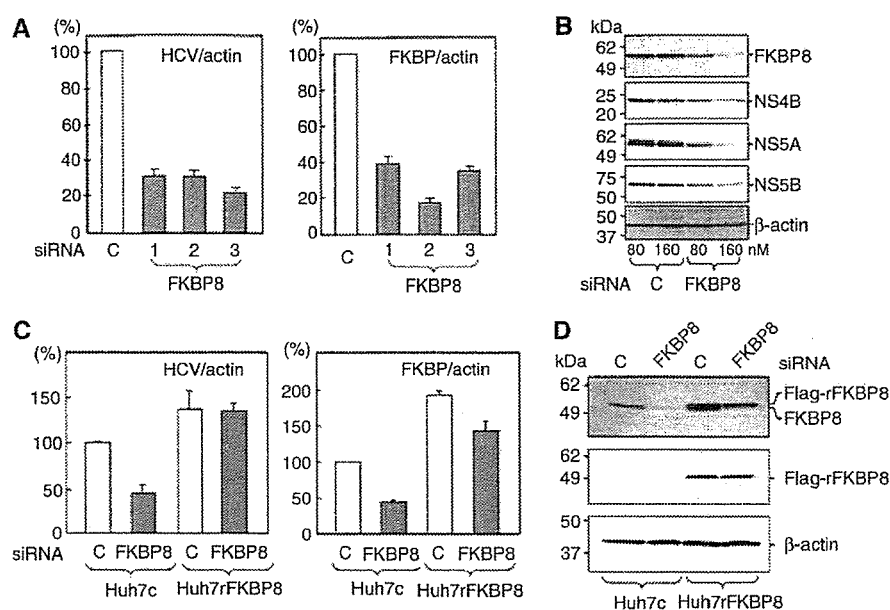 A
(%)
HCV/actin
100
80
60
40
20
0
siRNA C 1 2 3
FKBP8
(%)
FKBP/actin
100
80
60
40
20
0
C 1 2 3
FKBP8
B
kDa
62
49
FKBP8
25
20
NS4B
62
49
NS5A
75
50
NS5B
50
37
β-actin
80 160 80 160 nM
siRNA C FKBP8
C
(%)
HCV/actin
150
100
50
0
siRNA C FKBP8 C FKBP8
Huh7c Huh7rFKBP8
(%)
FKBP/actin
200
150
100
50
0
C FKBP8 C FKBP8
Huh7c Huh7rFKBP8
D
kDa C FKBP8 C FKBP8 siRNA
62
49
Flag-rFKBP8
FKBP8
62
49
Flag-rFKBP8
50
37
β-actin
Huh7c Huh7rFKBP8